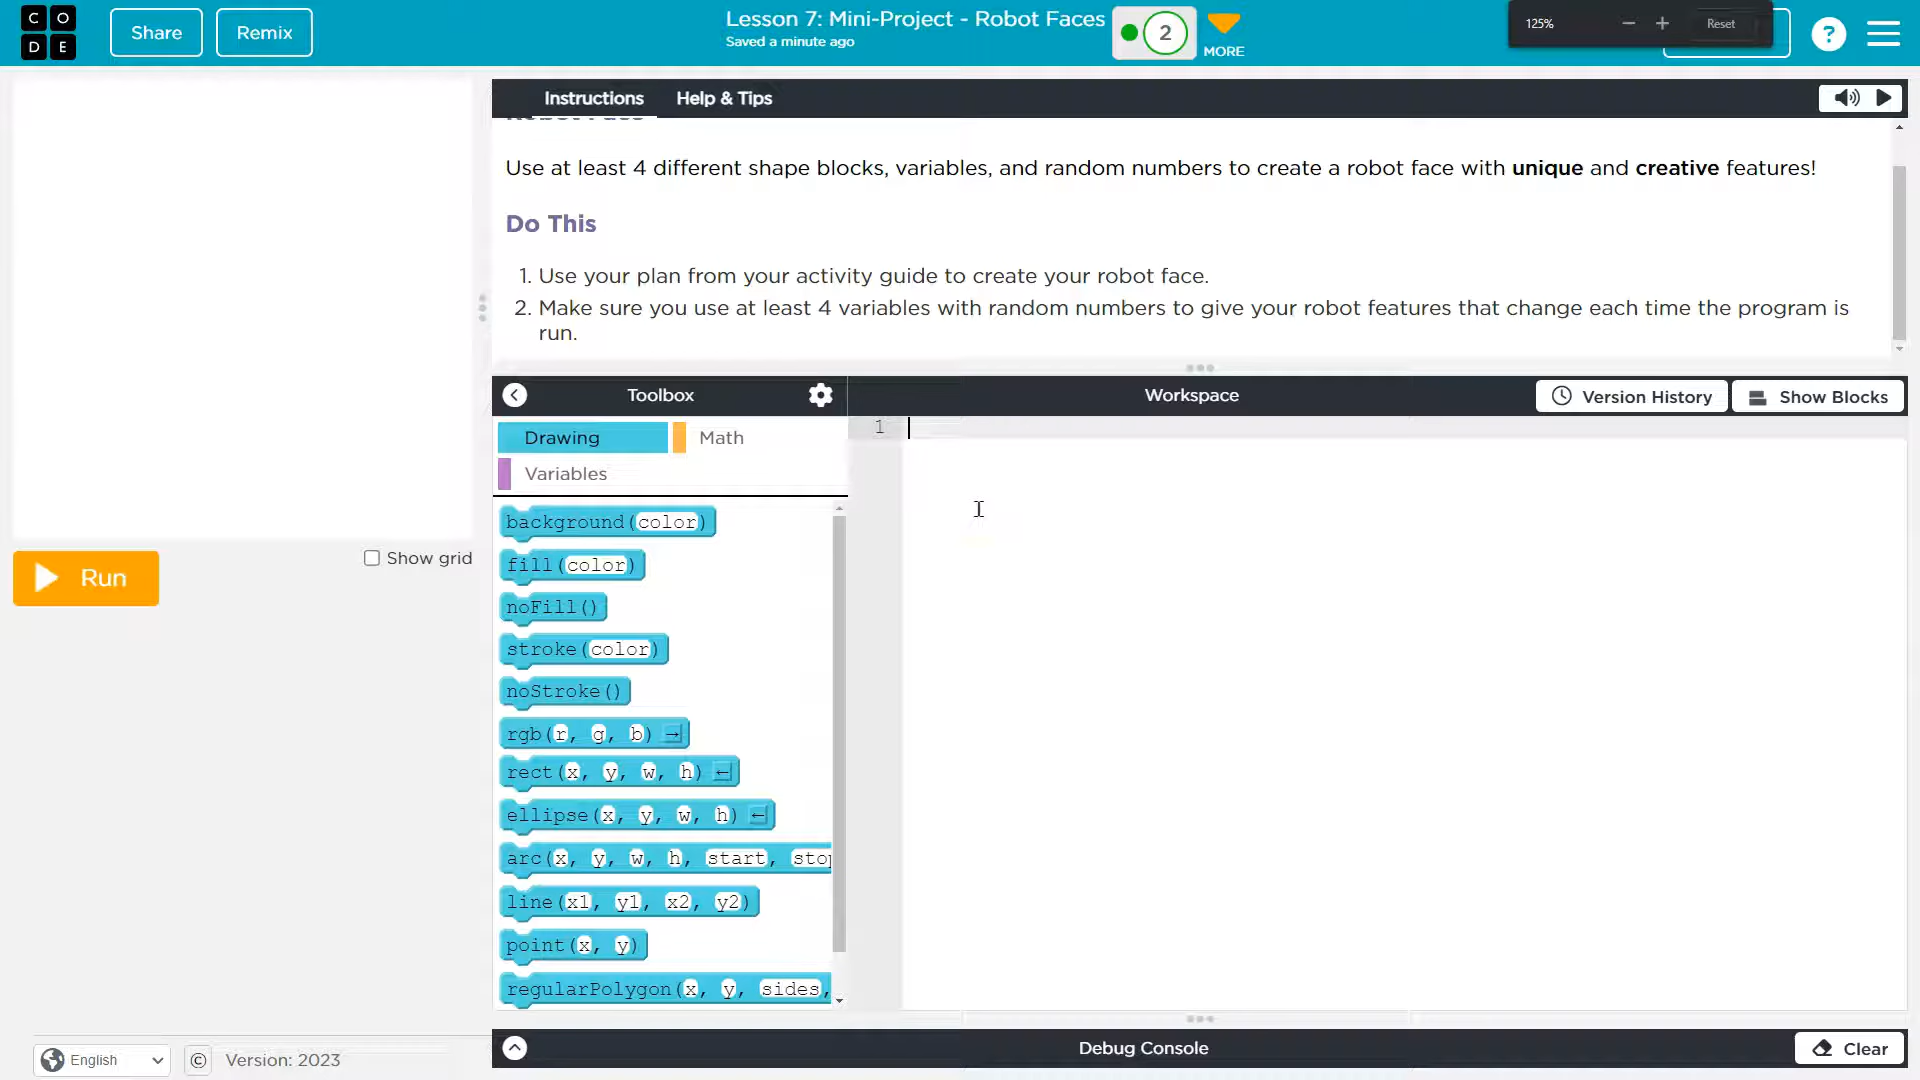 C O
D E
Share
Remix
Lesson 7: Mini-Project - Robot Faces
Saved a minute ago
2
MORE
125%
Reset
?
Instructions
Help & Tips
Robot Face
Use at least 4 different shape blocks, variables, and random numbers to create a robot face with unique and creative features!
Do This
1. Use your plan from your activity guide to create your robot face.
2. Make sure you use at least 4 variables with random numbers to give your robot features that change each time the program is
run.
Toolbox
Workspace
Version History
Show Blocks
Drawing
Math
Variables
1
background(color)
fill(color)
noFill()
stroke(color)
noStroke()
rgb(r, g, b)
rect(x, y, w, h)
ellipse(x, y, w, h)
arc(x, y, w, h, start, stop
line(x1, y1, x2, y2)
point(x, y)
regularPolygon(x, y, sides,
Run
Show grid
English
©
Version: 2023
Debug Console
Clear